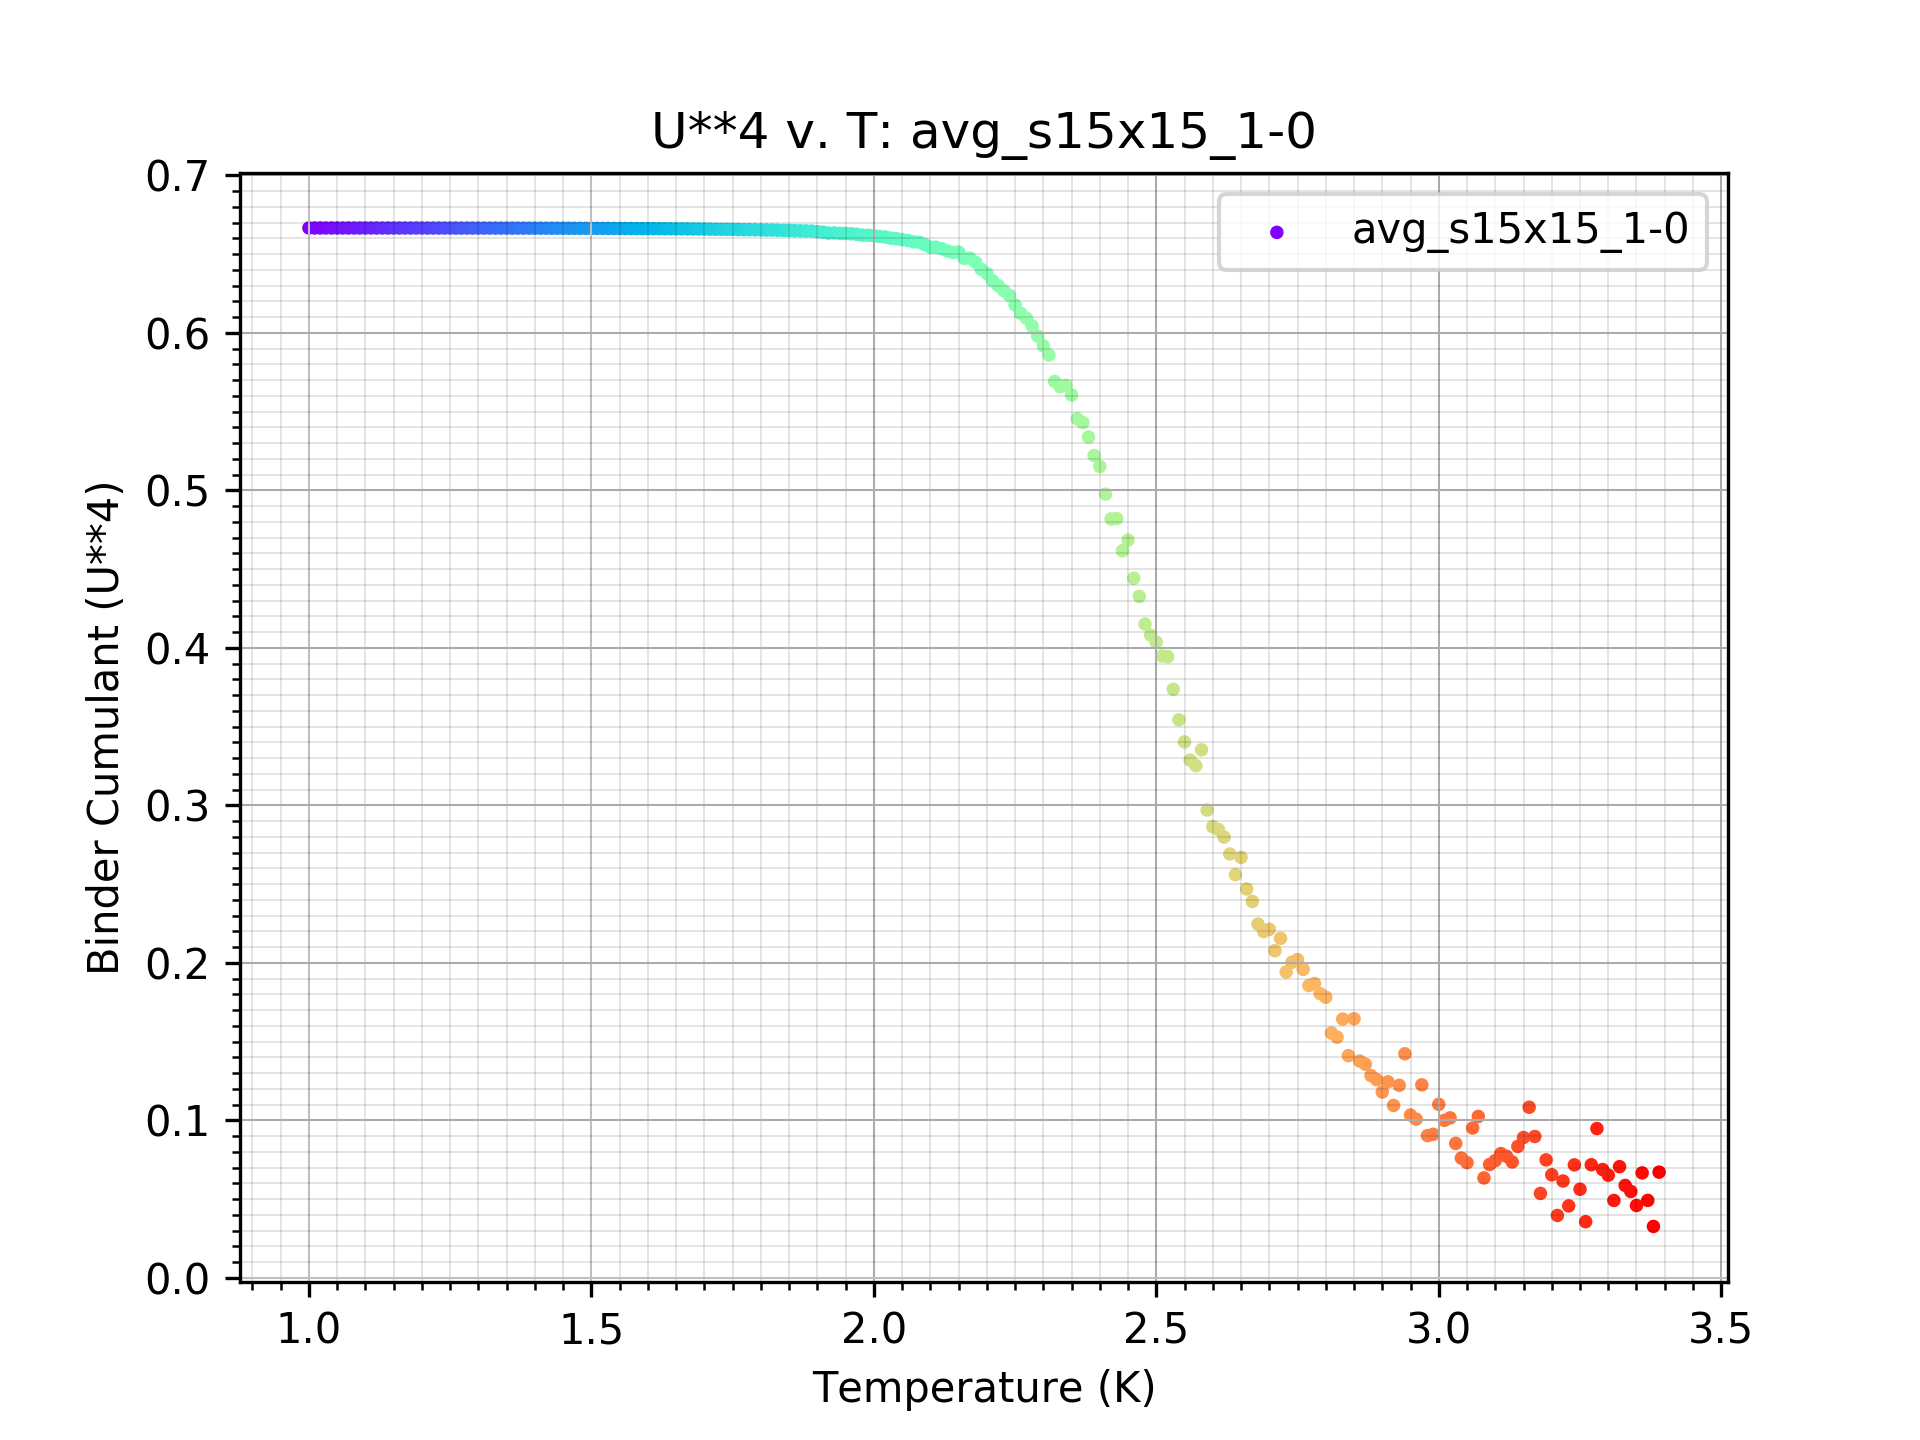 U**4 v. T: avg_s15x15_1-0
avg_s15x15_1-0
Binder Cumulant (U**4)
0.7
0.6
0.5
0.4
0.3
0.2
0.1
0.0
1.0 1.5 2.0 2.5 3.0 3.5
Temperature (K)